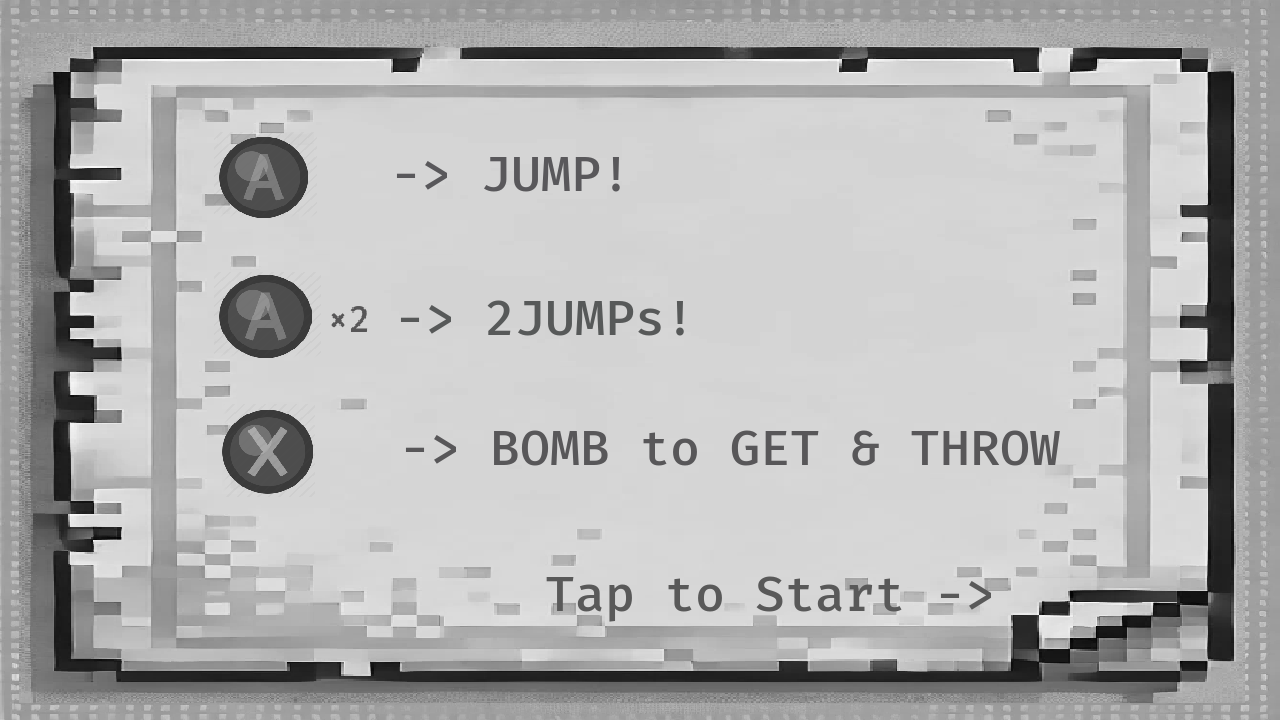 A -> JUMP!
A ×2 -> 2JUMPs!
X -> BOMB to GET & THROW
Tap to Start ->